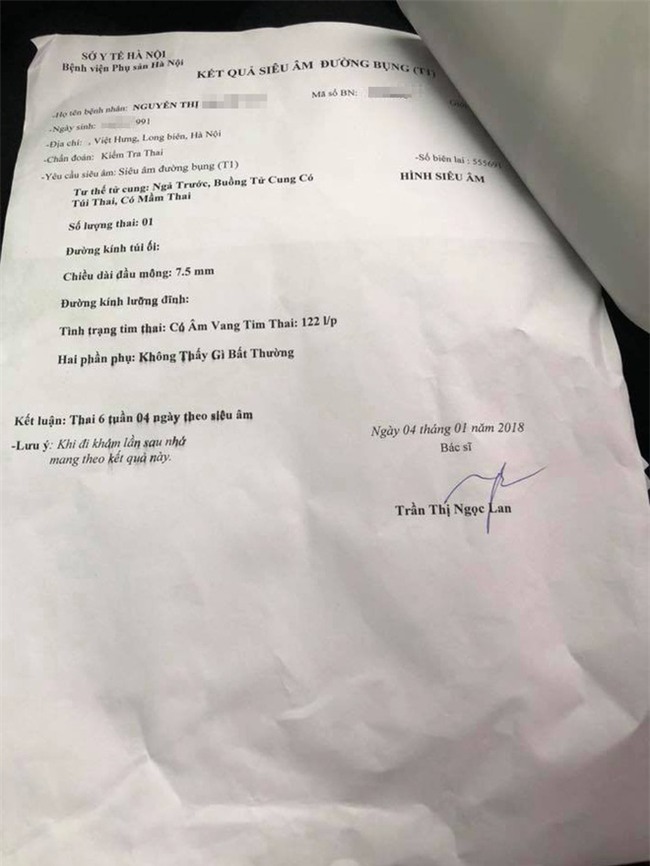 SỞ Y TẾ HÀ NỘI
Bệnh viện Phụ sản Hà Nội
KẾT QUẢ SIÊU ÂM ĐƯỜNG BỤNG (T1)
Mã số BN:
-Họ tên bệnh nhân: NGUYỄN THỊ
-Ngày sinh: 991
-Địa chỉ: , Việt Hưng, Long biên, Hà Nội
-Chẩn đoán: Kiểm Tra Thai
-Số biên lai : 555691
-Yêu cầu siêu âm: Siêu âm đường bụng (T1)
HÌNH SIÊU ÂM
Tư thế tử cung: Ngả Trước, Buồng Tử Cung Có
Túi Thai, Có Mầm Thai
Số lượng thai: 01
Đường kính túi ối:
Chiều dài đầu mông: 7.5 mm
Đường kính lưỡng đỉnh:
Tình trạng tim thai: Có Âm Vang Tim Thai: 122 l/p
Hai phần phụ: Không Thấy Gì Bất Thường
Kết luận: Thai 6 tuần 04 ngày theo siêu âm
-Lưu ý: Khi đi khám lần sau nhớ
mang theo kết quả này.
Ngày 04 tháng 01 năm 2018
Bác sĩ
Trần Thị Ngọc Lan